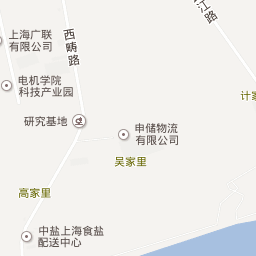 上海广联
有限公司
西畴路
江路
电机学院
科技产业园
计家
研究基地
申储物流
有限公司
吴家里
高家里
中盐上海食盐
配送中心